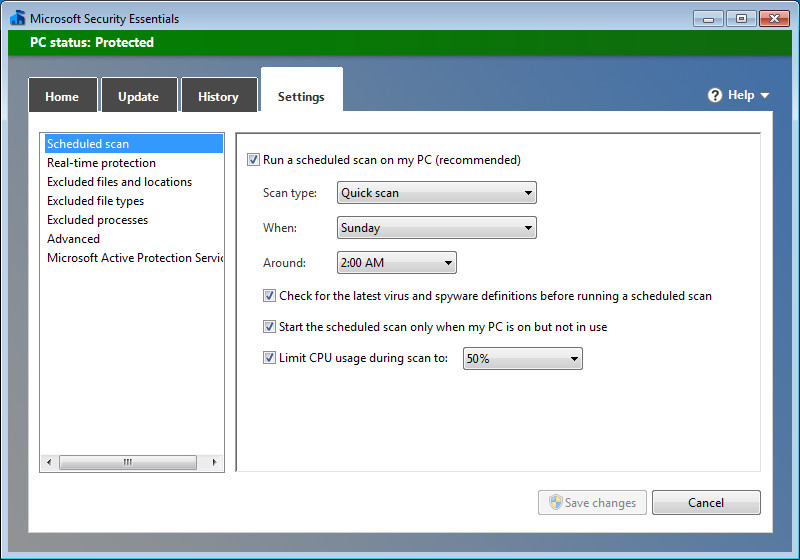 Microsoft Security Essentials
PC status: Protected
Home
Update
History
Settings
? Help
Scheduled scan
Real-time protection
Excluded files and locations
Excluded file types
Excluded processes
Advanced
Microsoft Active Protection Servic
Run a scheduled scan on my PC (recommended)
Scan type: Quick scan
When: Sunday
Around: 2:00 AM
Check for the latest virus and spyware definitions before running a scheduled scan
Start the scheduled scan only when my PC is on but not in use
Limit CPU usage during scan to: 50%
Save changes
Cancel